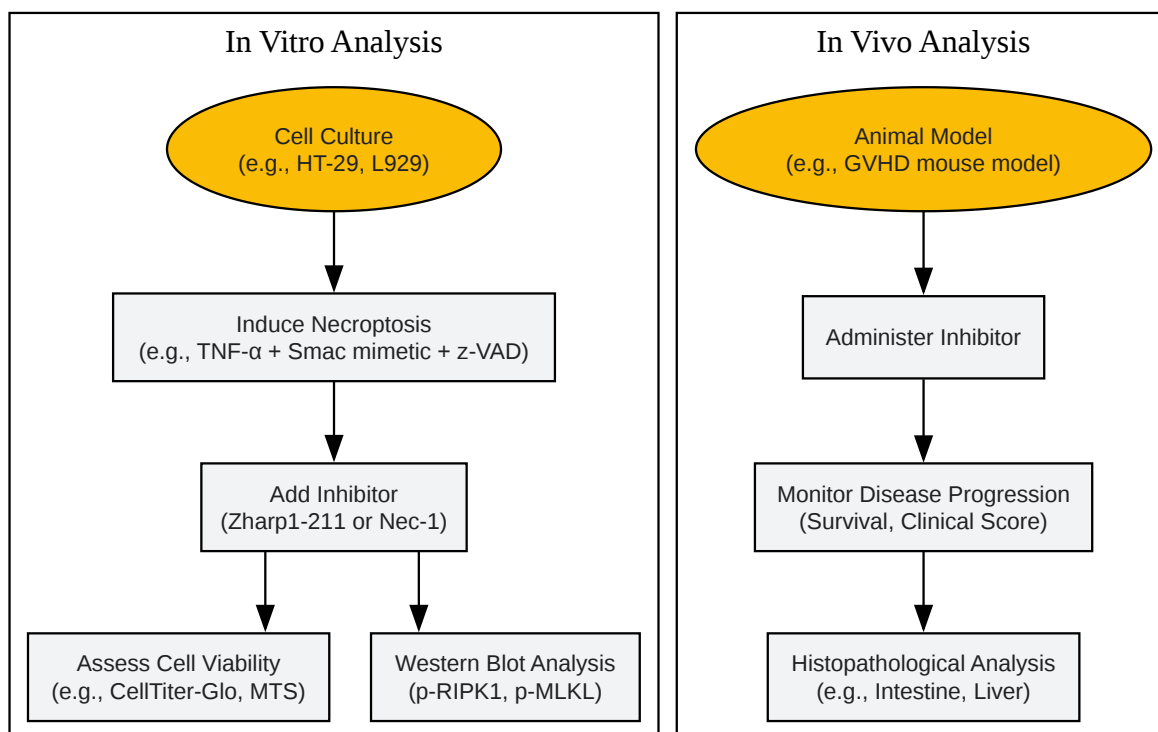 In Vitro Analysis
Cell Culture
(e.g., HT-29, L929)
Induce Necroptosis
(e.g., TNF-α + Smac mimetic + z-VAD)
Add Inhibitor
(Zharp1-211 or Nec-1)
Assess Cell Viability
(e.g., CellTiter-Glo, MTS)
Western Blot Analysis
(p-RIPK1, p-MLKL)
In Vivo Analysis
Animal Model
(e.g., GVHD mouse model)
Administer Inhibitor
Monitor Disease Progression
(Survival, Clinical Score)
Histopathological Analysis
(e.g., Intestine, Liver)